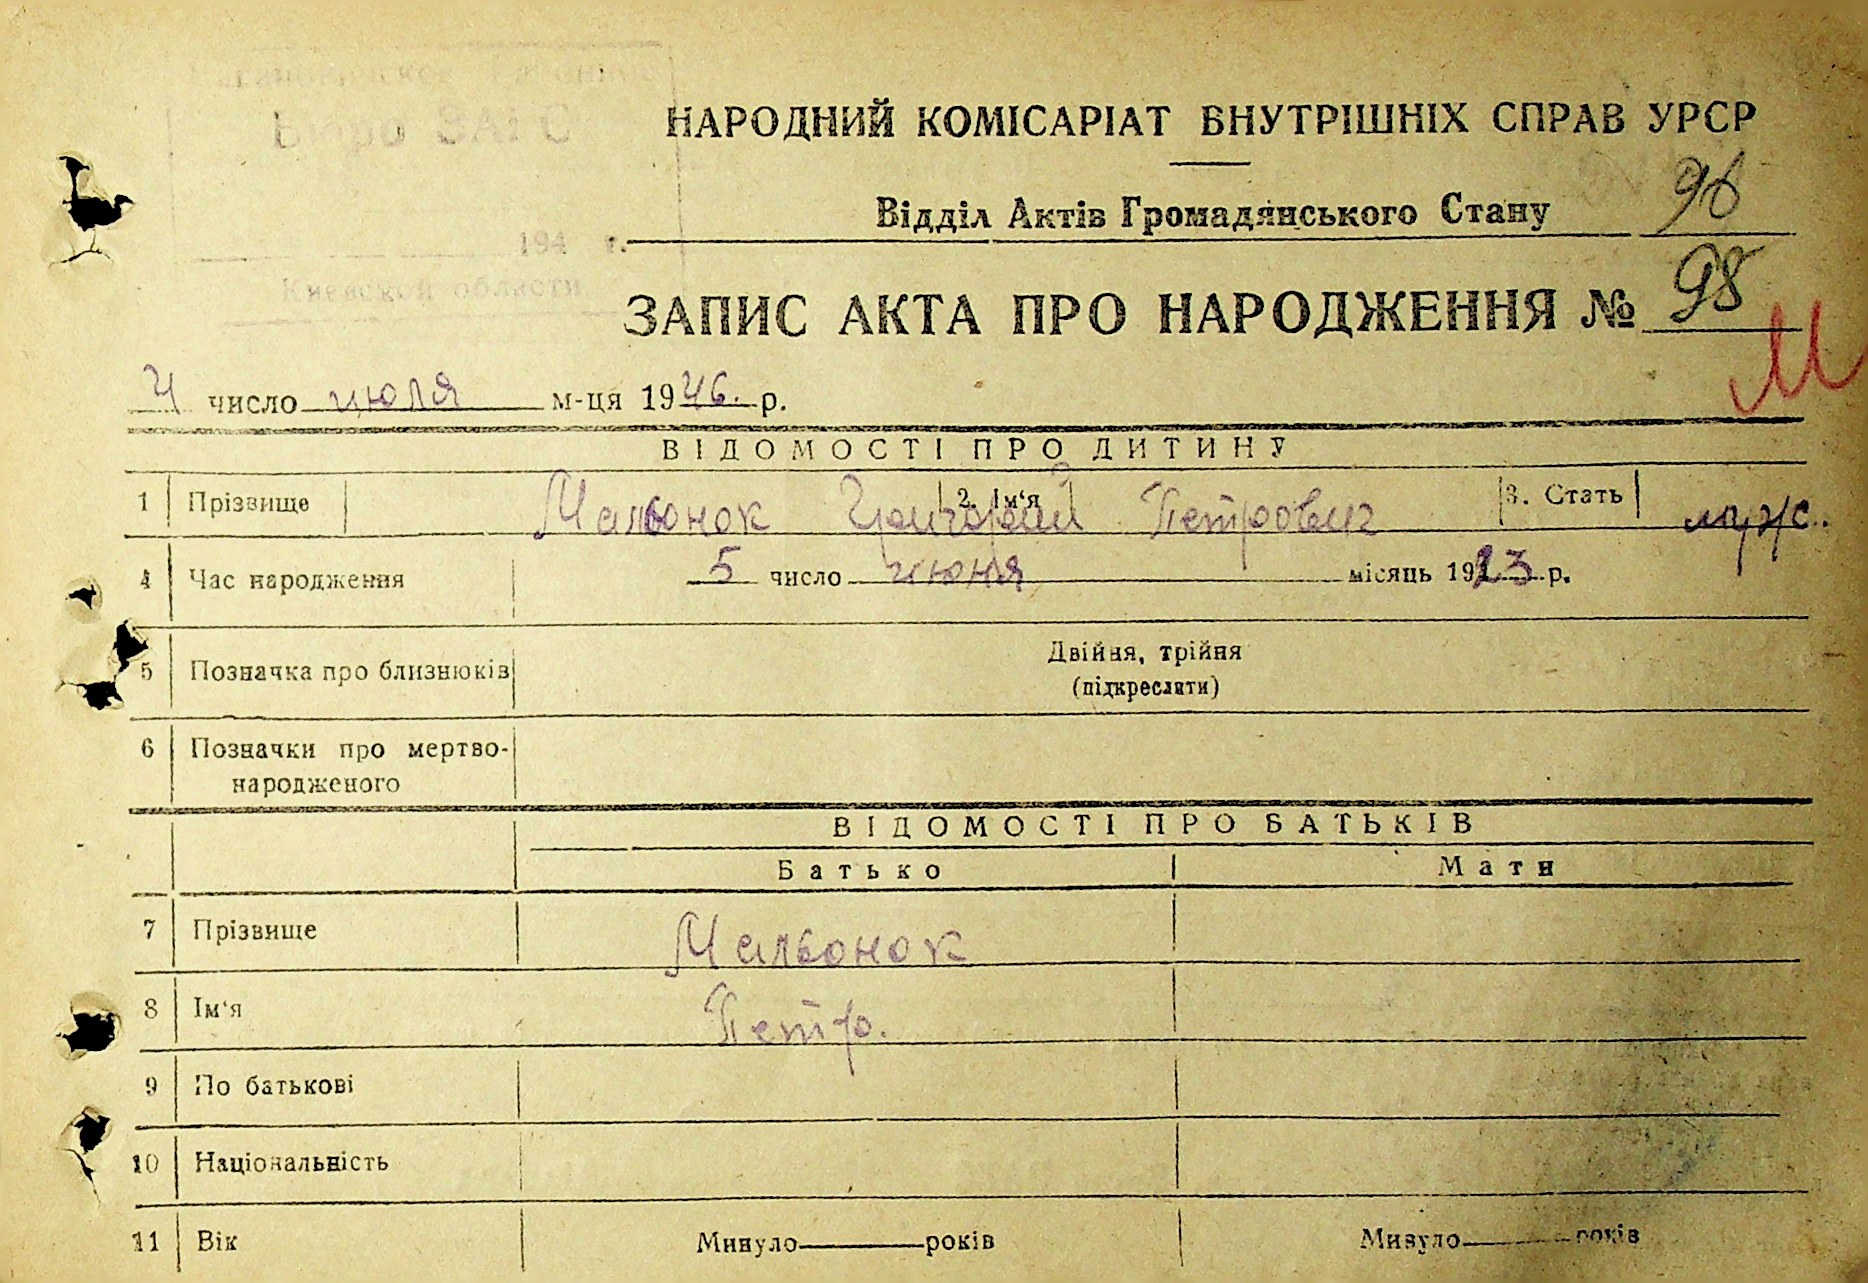 Бюро ЗАГС
194 г.
Киевской области
НАРОДНИЙ КОМІСАРІАТ ВНУТРІШНІХ СПРАВ УРСР
Відділ Актів Громадянського Стану 96
ЗАПИС АКТА ПРО НАРОДЖЕННЯ № 98
М
4 число июля м-ця 1946. р.
ВІДОМОСТІ ПРО ДИТИНУ
1 Прізвище Мальонок 2. Ім'я Григорий Петрович 3. Стать муж.
4 Час народження 5 число июня місяць 1923 р.
5 Позначка про близнюків Двійня, трійня
(підкреслити)
6 Позначки про мертво-
народженого
ВІДОМОСТІ ПРО БАТЬКІВ
Батько Мати
7 Прізвище Мальонок
8 Ім'я Петр.
9 По батькові
10 Національність
11 Вік Минуло років Минуло років